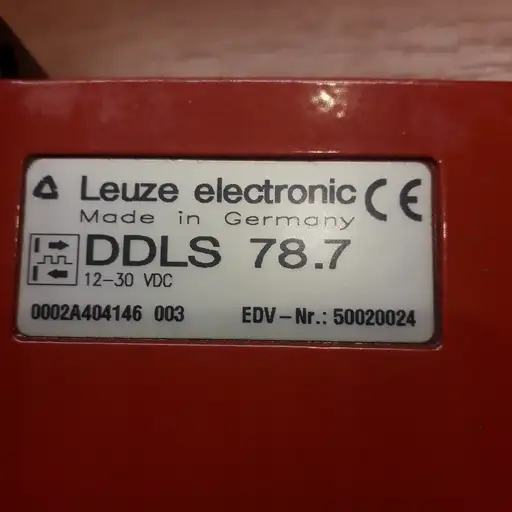 Leuze electronic CE
Made in Germany
DDLS 78.7
12-30 VDC
0002A404146 003 EDV-Nr.: 50020024